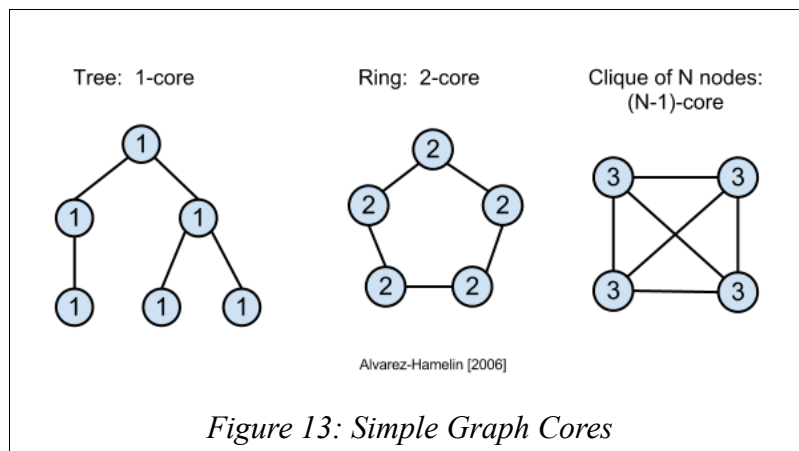 Tree: 1-core
Ring: 2-core
Clique of N nodes:
(N-1)-core
1
1
1
1
1
1
2
2
2
2
2
3
3
3
3
Alvarez-Hamelin [2006]
Figure 13: Simple Graph Cores